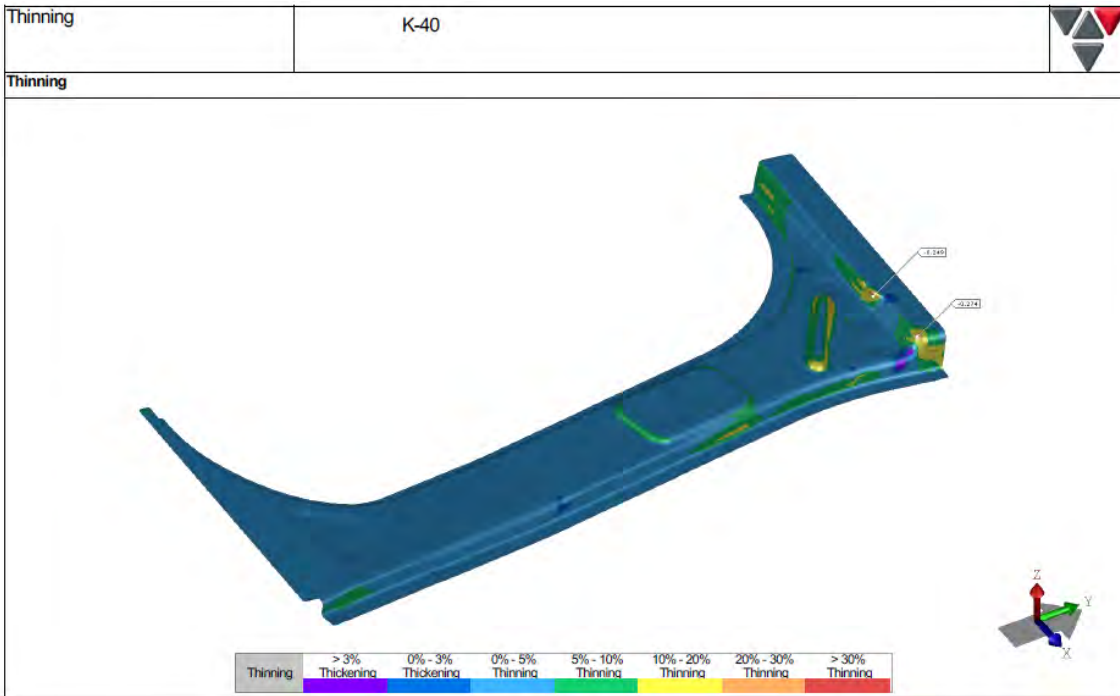 Thinning
K-40
Thinning
-0.249
-0.274
Z
Y
X
Thinning
> 3% Thickening
0% - 3% Thickening
0% - 5% Thinning
5% - 10% Thinning
10% - 20% Thinning
20% - 30% Thinning
> 30% Thinning